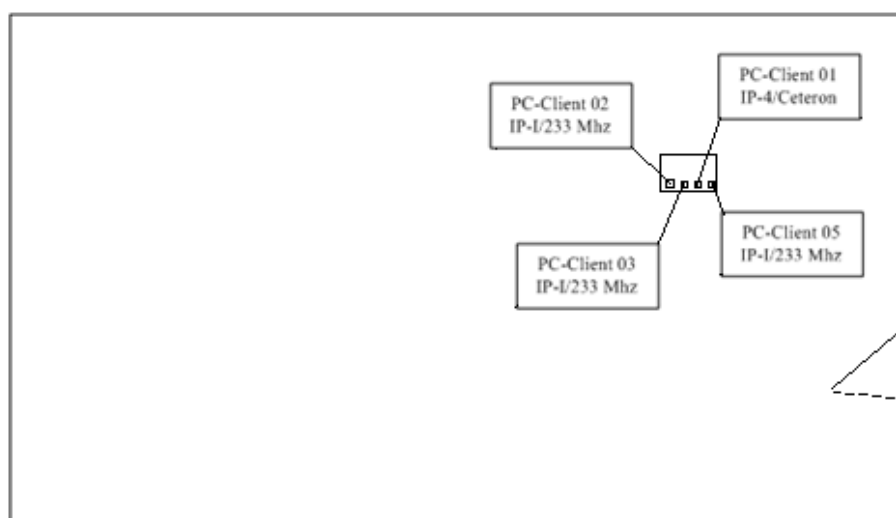 PC-Client 01
IP-4/Ceteron
PC-Client 02
IP-I/233 Mhz
PC-Client 05
IP-I/233 Mhz
PC-Client 03
IP-I/233 Mhz